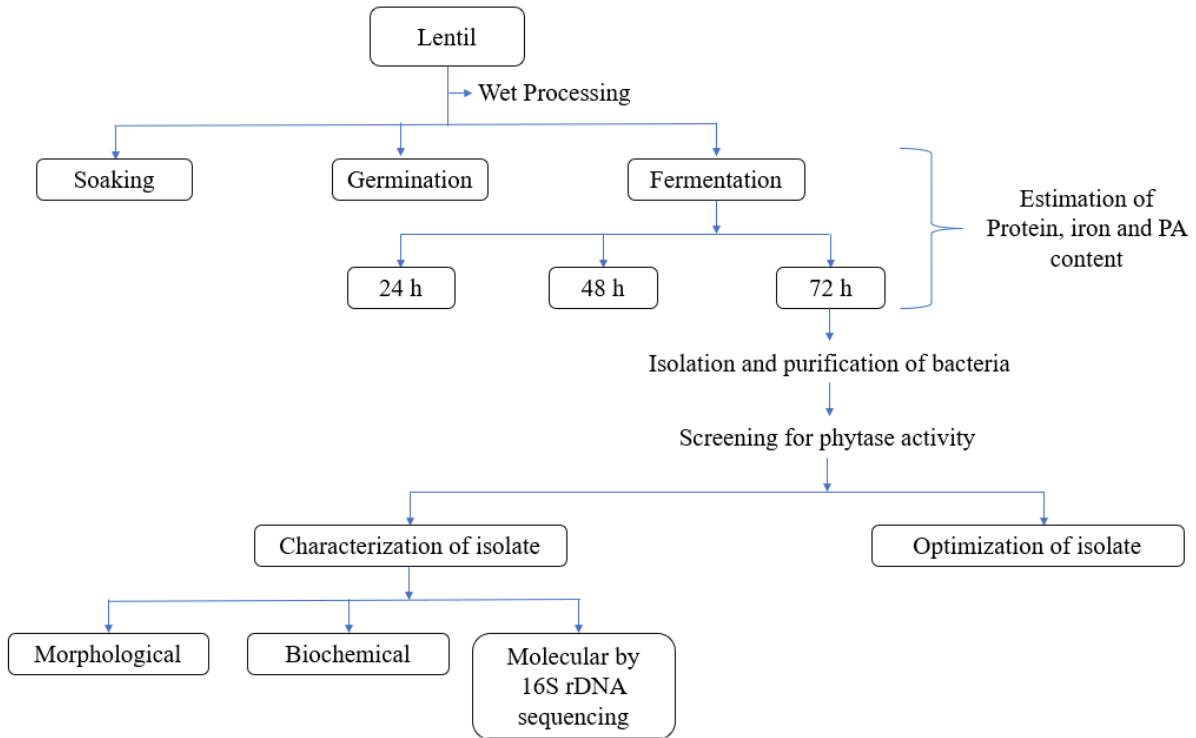 Lentil
Wet Processing
Soaking
Germination
Fermentation
Estimation of
Protein, iron and PA
content
24 h
48 h
72 h
Isolation and purification of bacteria
Screening for phytase activity
Characterization of isolate
Optimization of isolate
Morphological
Biochemical
Molecular by
16S rDNA
sequencing